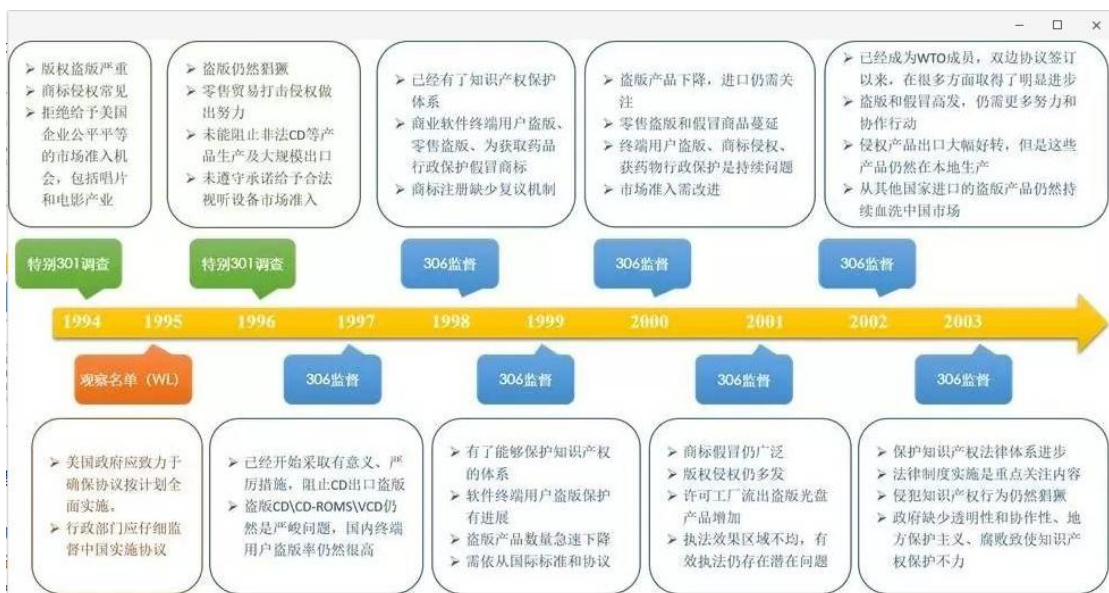 ➢ 版权盗版严重
➢ 商标侵权常见
➢ 拒绝给予美国
企业公平平等
的市场准入机
会，包括唱片
和电影产业
➢ 盗版仍然猖獗
➢ 零售贸易打击侵权做
出努力
➢ 未能阻止非法CD等产
品生产及大规模出口
➢ 未遵守承诺给予合法
视听设备市场准入
➢ 已经有了知识产权保护
体系
➢ 商业软件终端用户盗版、
零售盗版、为获取药品
行政保护假冒商标
➢ 商标注册缺少复议机制
➢ 盗版产品下降，进口仍需关
注
➢ 零售盗版和假冒商品蔓延
➢ 终端用户盗版、商标侵权、
获药物行政保护是持续问题
➢ 市场准入需改进
➢ 已经成为WTO成员，双边协议签订
以来，在很多方面取得了明显进步
➢ 盗版和假冒高发，仍需更多努力和
协作行动
➢ 侵权产品出口大幅好转，但是这些
产品仍然在本地生产
➢ 从其他国家进口的盗版产品仍然持
续血洗中国市场
特别301调查
特别301调查
306监督
306监督
306监督
1994 1995 1996 1997 1998 1999 2000 2001 2002 2003
观察名单（WL）
306监督
306监督
306监督
306监督
➢ 美国政府应致力于
确保协议按计划全
面实施。
➢ 行政部门应仔细监
督中国实施协议
➢ 已经开始采取有意义、严
厉措施，阻止CD出口盗版
➢ 盗版CD\CD-ROMS\VCD仍
然是严峻问题，国内终端
用户盗版率仍然很高
➢ 有了能够保护知识产权
的体系
➢ 软件终端用户盗版保护
有进展
➢ 盗版产品数量急速下降
➢ 需依从国际标准和协议
➢ 商标假冒仍广泛
➢ 版权侵权仍多发
➢ 许可工厂流出盗版光盘
产品增加
➢ 执法效果区域不均，有
效执法仍存在潜在问题
➢ 保护知识产权法律体系进步
➢ 法律制度实施是重点关注内容
➢ 侵犯知识产权行为仍然猖獗
➢ 政府缺少透明性和协作性、地
方保护主义、腐败致使知识产
权保护不力